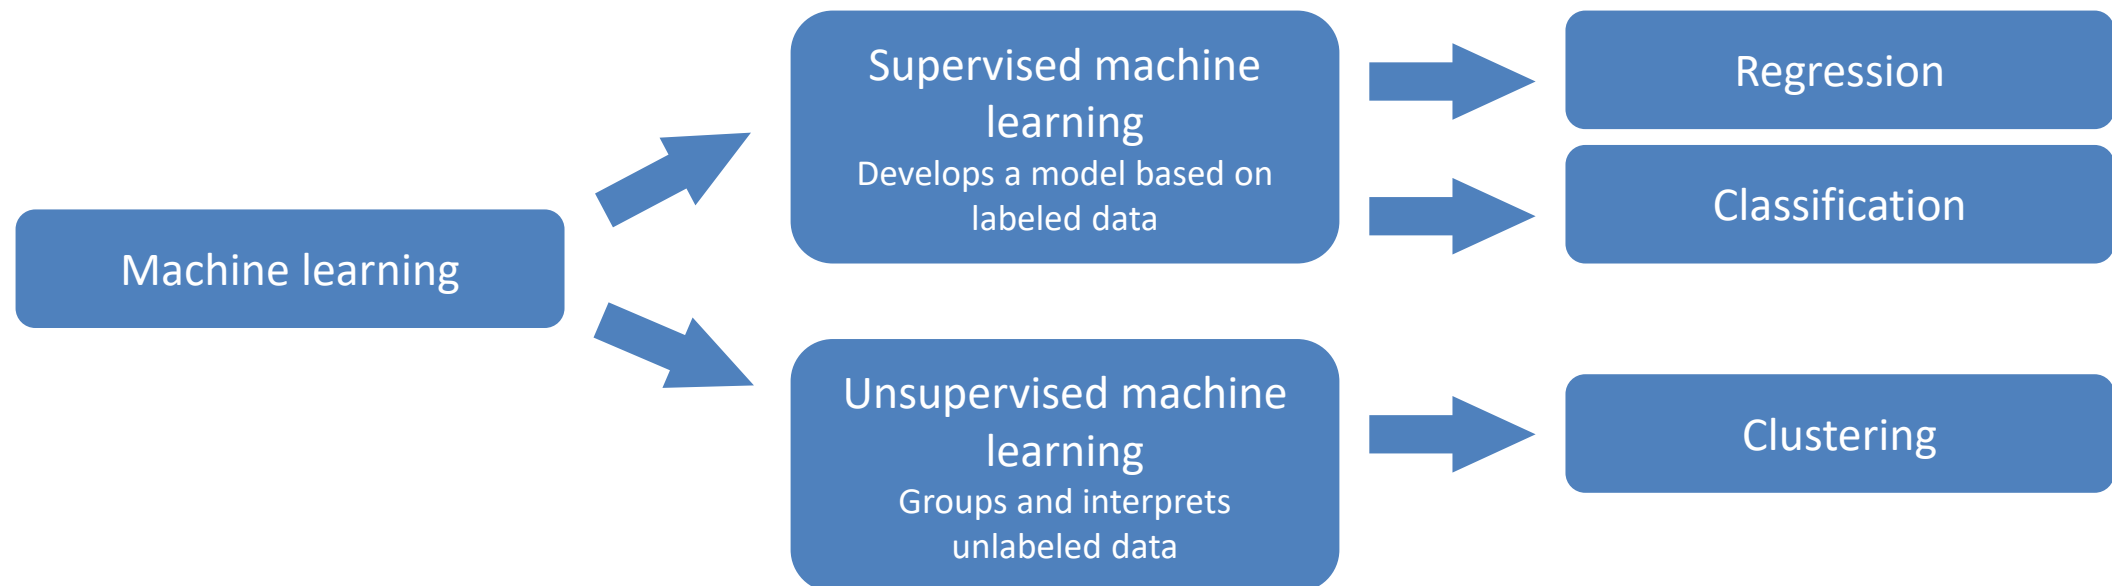 Machine learning
Supervised machine
learning
Develops a model based on
labeled data
Regression
Classification
Unsupervised machine
learning
Groups and interprets
unlabeled data
Clustering